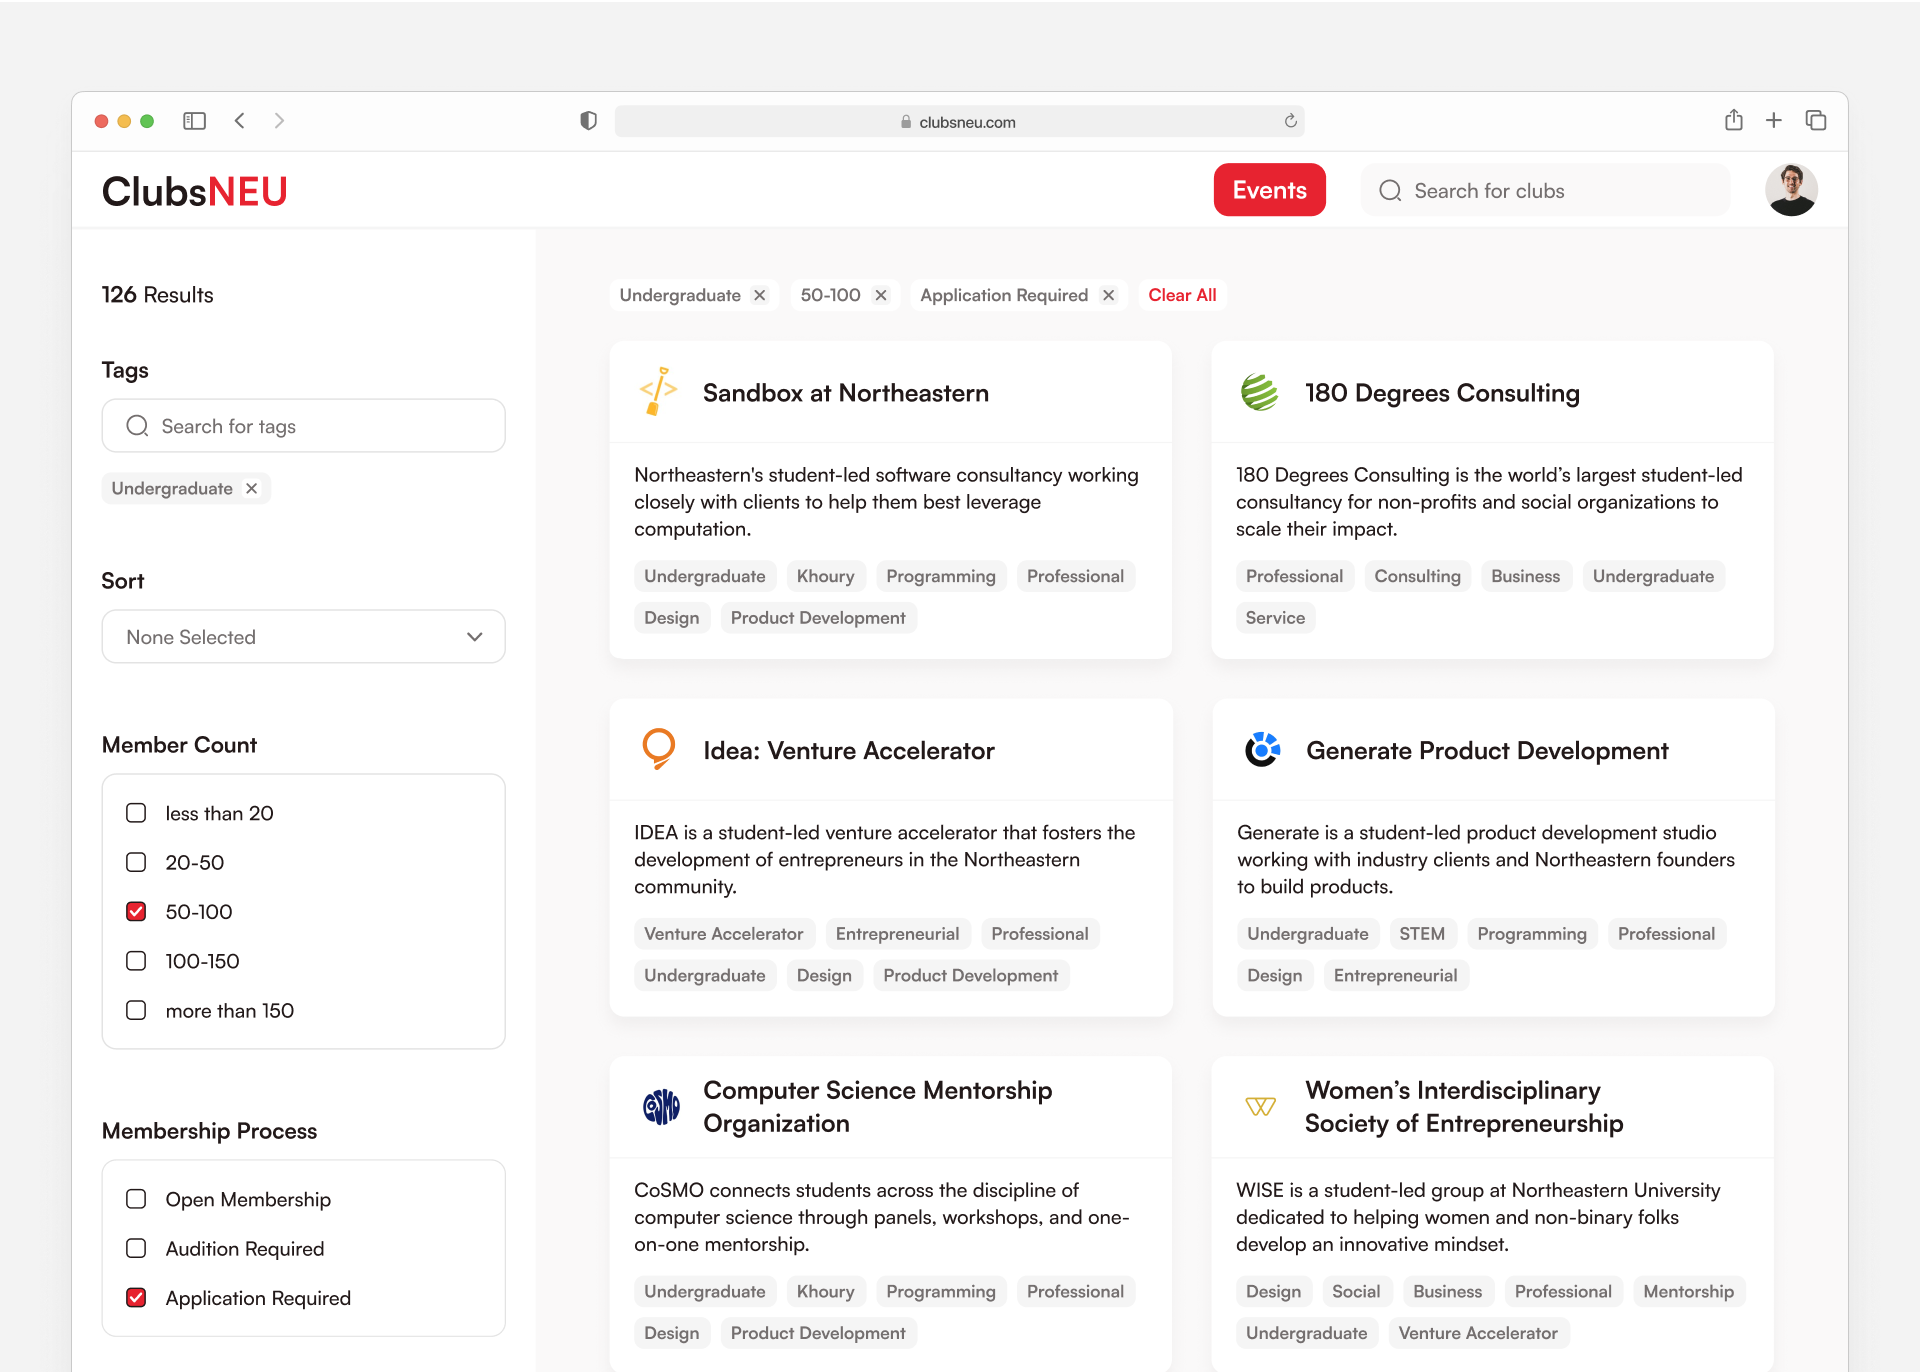 clubsneu.com
ClubsNEU
Events
Search for clubs
126 Results
Tags
Search for tags
Undergraduate
Sort
None Selected
Member Count
less than 20
20-50
50-100
100-150
more than 150
Membership Process
Open Membership
Audition Required
Application Required
Undergraduate
50-100
Application Required
Clear All
Sandbox at Northeastern
Northeastern's student-led software consultancy working
closely with clients to help them best leverage
computation.
Undergraduate Khoury Programming Professional
Design Product Development
180 Degrees Consulting
180 Degrees Consulting is the world’s largest student-led
consultancy for non-profits and social organizations to
scale their impact.
Professional Consulting Business Undergraduate
Service
Idea: Venture Accelerator
IDEA is a student-led venture accelerator that fosters the
development of entrepreneurs in the Northeastern
community.
Venture Accelerator Entrepreneurial Professional
Undergraduate Design Product Development
Generate Product Development
Generate is a student-led product development studio
working with industry clients and Northeastern founders
to build products.
Undergraduate STEM Programming Professional
Design Entrepreneurial
COSMO
Computer Science Mentorship
Organization
CoSMO connects students across the discipline of
computer science through panels, workshops, and one-
on-one mentorship.
Undergraduate Khoury Programming Professional
Design Product Development
Women’s Interdisciplinary
Society of Entrepreneurship
WISE is a student-led group at Northeastern University
dedicated to helping women and non-binary folks
develop an innovative mindset.
Design Social Business Professional Mentorship
Undergraduate Venture Accelerator